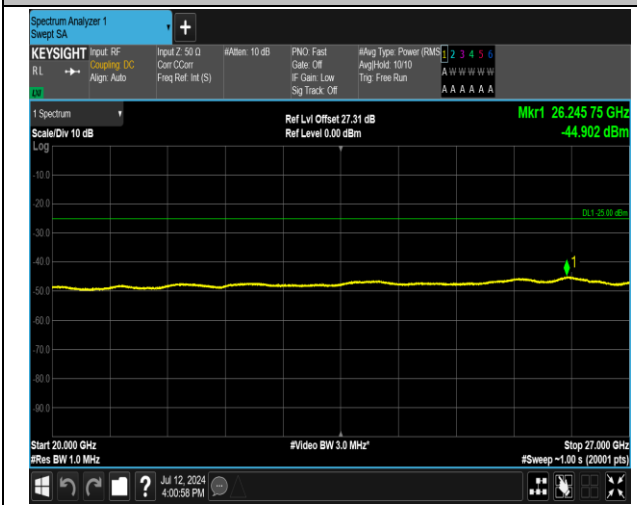 Spectrum Analyzer 1
Swept SA
+
KEYSIGHT
RL
LXI
Input: RF
Coupling: DC
Align: Auto
Input Z: 50 Ω
Corr CCorr
Freq Ref: Int (S)
#Atten: 10 dB
PNO: Fast
Gate: Off
IF Gain: Low
Sig Track: Off
#Avg Type: Power (RMS
Avg|Hold: 10/10
Trig: Free Run
1 2 3 4 5 6
A W W W W W
A A A A A A
1 Spectrum
Scale/Div 10 dB
Log
Ref Lvl Offset 27.31 dB
Ref Level 0.00 dBm
Mkr1 26.245 75 GHz
-44.902 dBm
-10.0
-20.0
DL1 -25.00 dBm
-30.0
-40.0
1
-50.0
-60.0
-70.0
-80.0
-90.0
Start 20.000 GHz
#Res BW 1.0 MHz
#Video BW 3.0 MHz*
Stop 27.000 GHz
#Sweep ~1.00 s (20001 pts)
?
Jul 12, 2024
4:00:58 PM